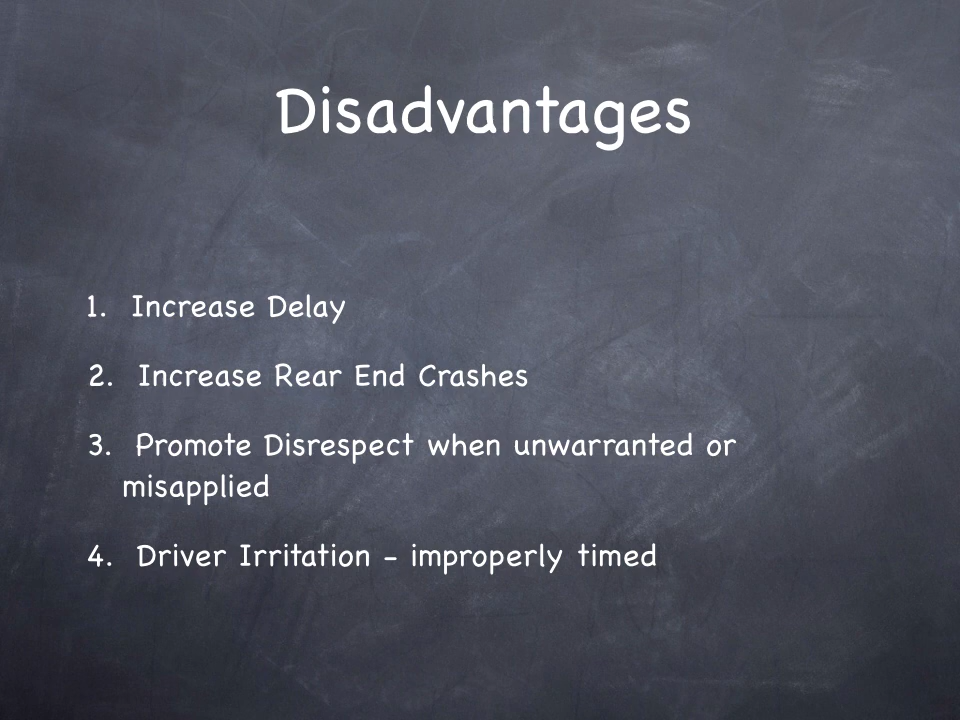 Disadvantages
1. Increase Delay
2. Increase Rear End Crashes
3. Promote Disrespect when unwarranted or
misapplied
4. Driver Irritation - improperly timed